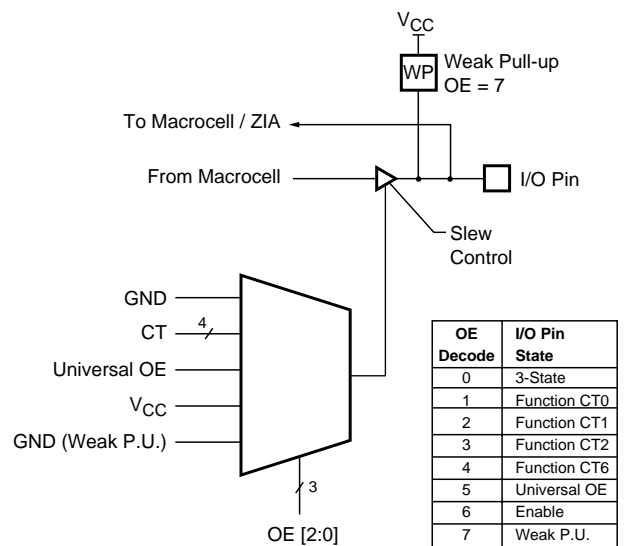 VCC
WP
Weak Pull-up
OE = 7
To Macrocell / ZIA
From Macrocell
I/O Pin
Slew
Control
GND
CT
4
Universal OE
VCC
GND (Weak P.U.)
3
OE [2:0]
OE Decode | I/O Pin State
0 | 3-State
1 | Function CT0
2 | Function CT1
3 | Function CT2
4 | Function CT6
5 | Universal OE
6 | Enable
7 | Weak P.U.